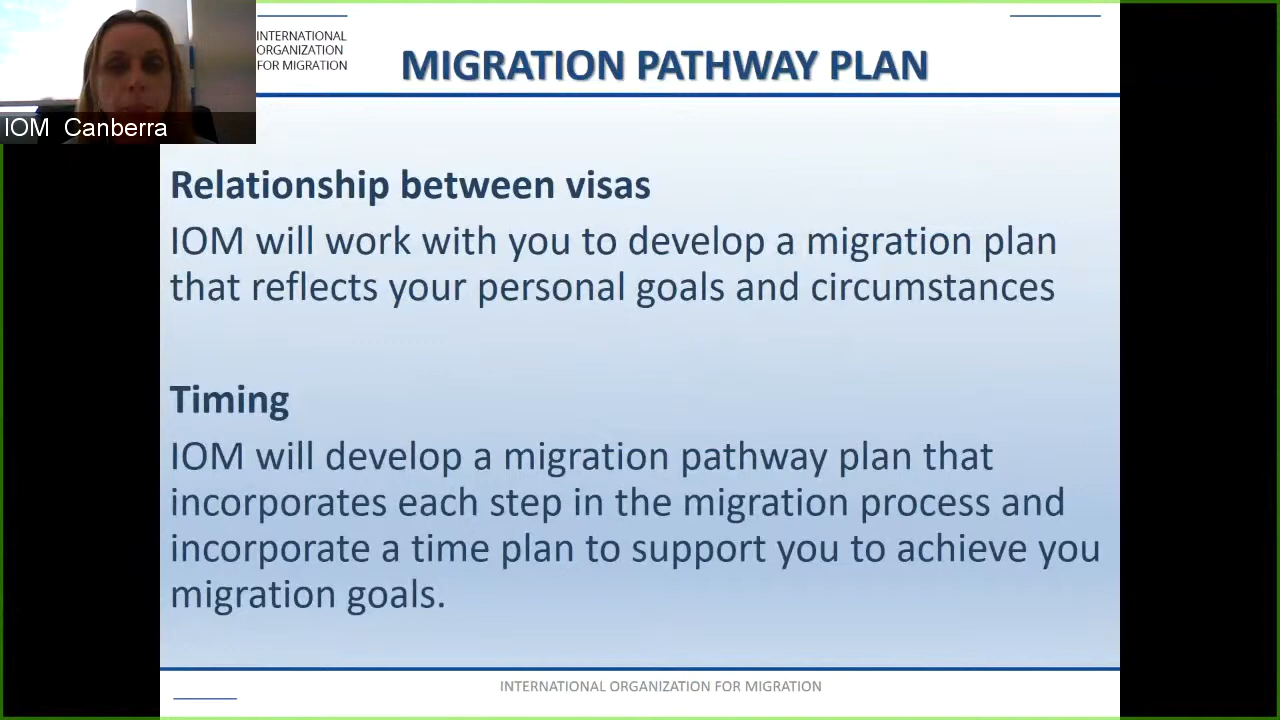 INTERNATIONAL
ORGANIZATION
FOR MIGRATION
MIGRATION PATHWAY PLAN
IOM Canberra
Relationship between visas
IOM will work with you to develop a migration plan
that reflects your personal goals and circumstances
Timing
IOM will develop a migration pathway plan that
incorporates each step in the migration process and
incorporate a time plan to support you to achieve you
migration goals.
INTERNATIONAL ORGANIZATION FOR MIGRATION